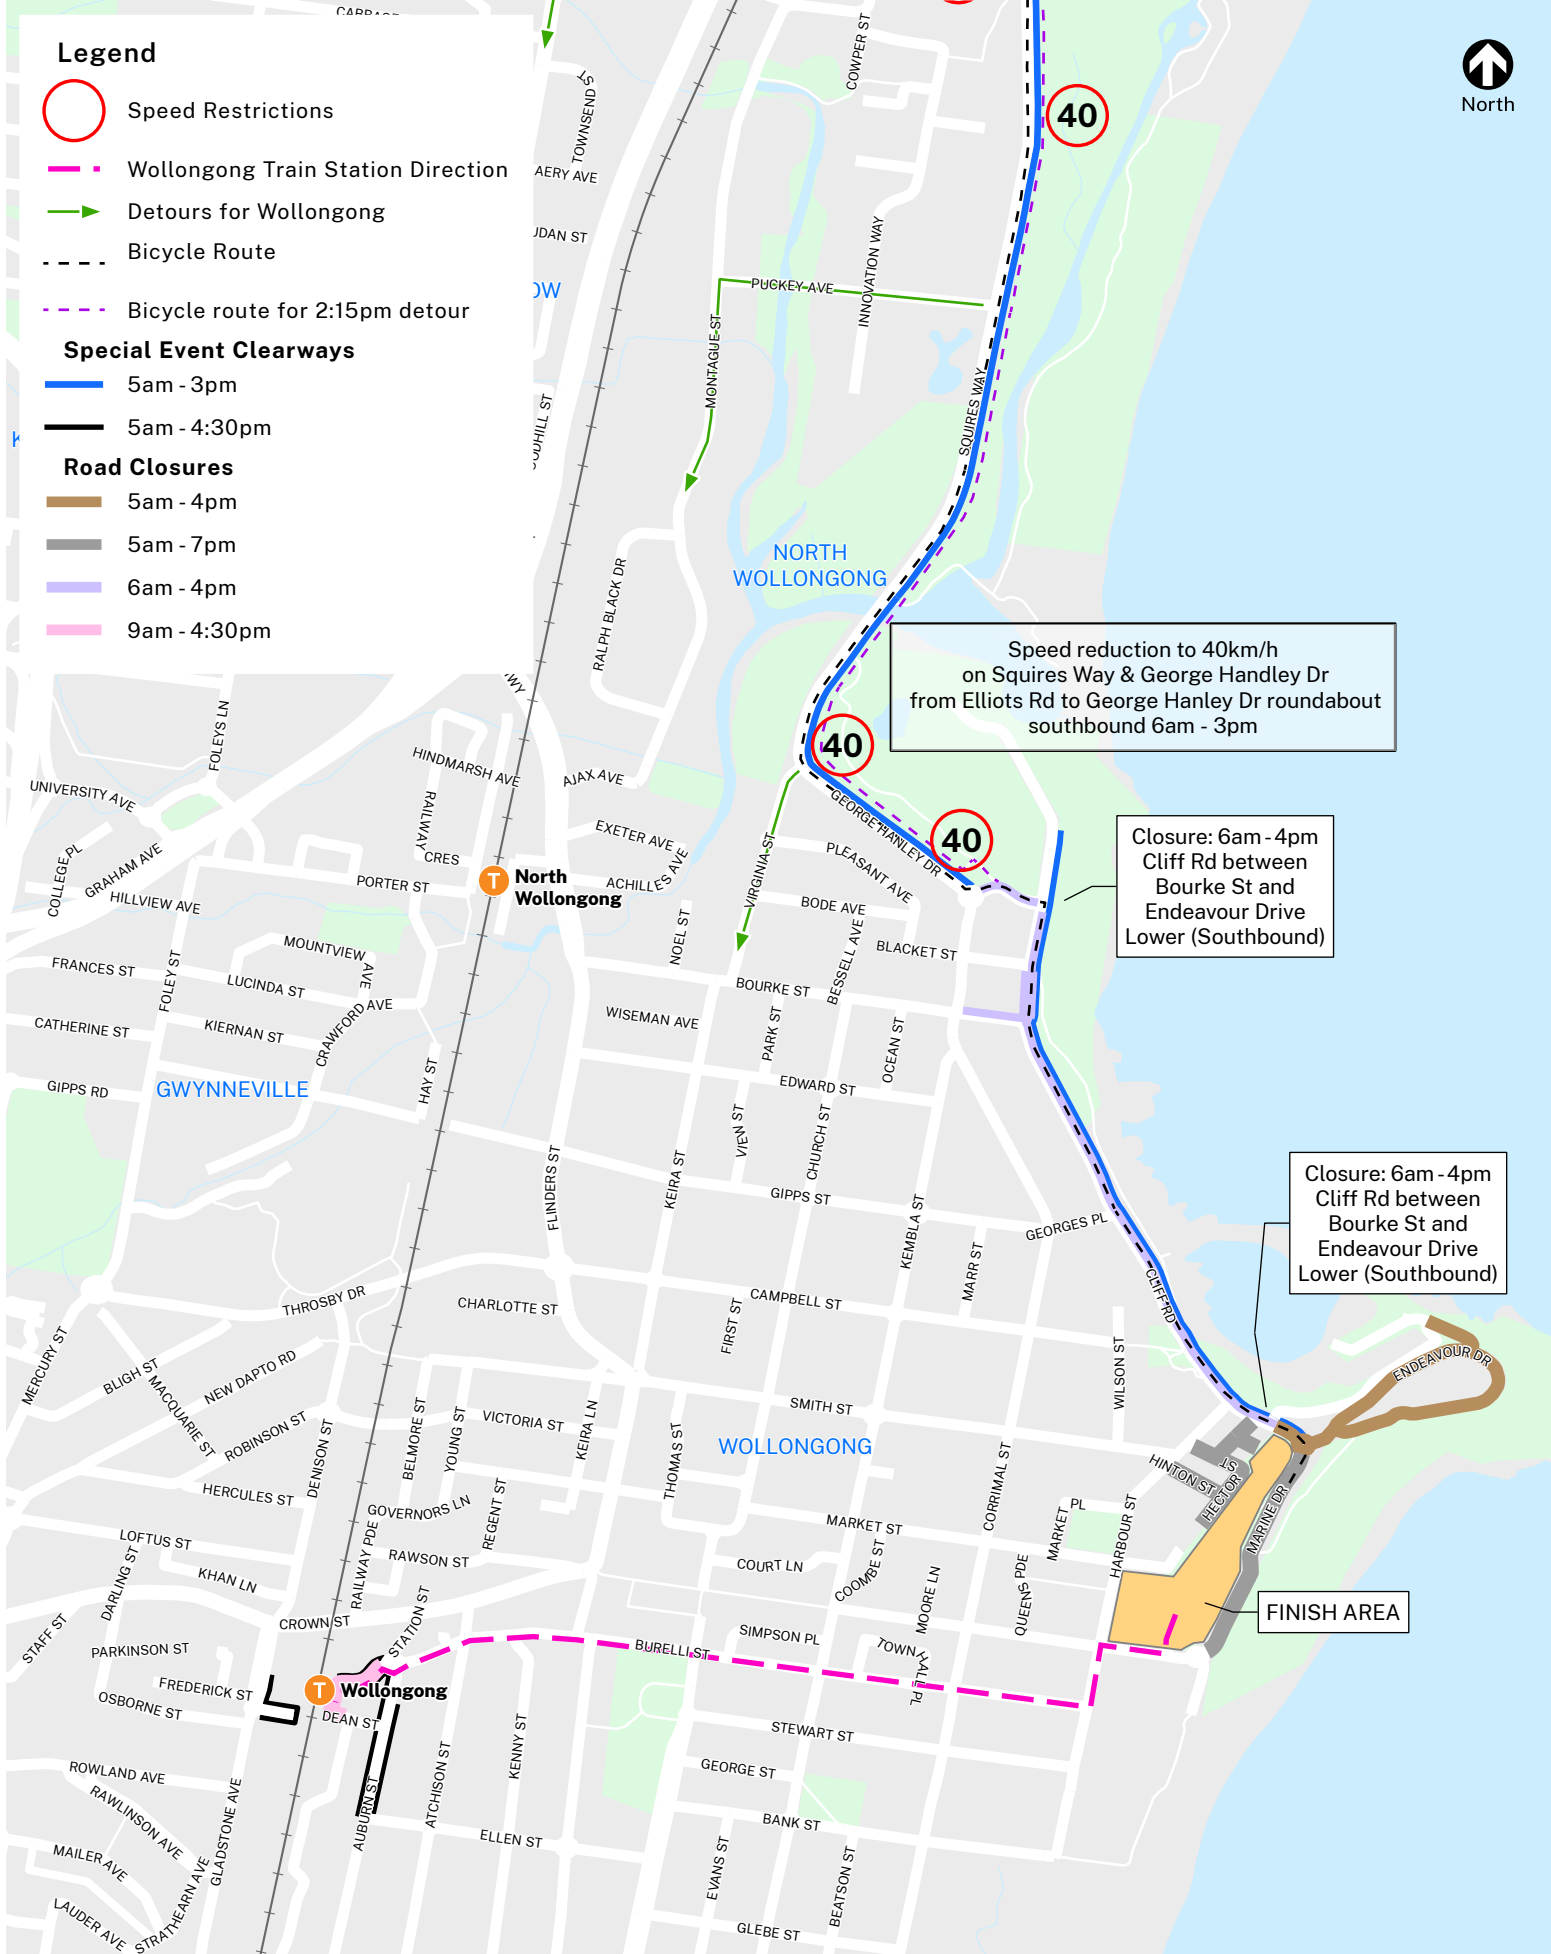 Legend
Speed Restrictions
Wollongong Train Station Direction
Detours for Wollongong
Bicycle Route
Bicycle route for 2:15pm detour
Special Event Clearways
5am - 3pm
5am - 4:30pm
Road Closures
5am - 4pm
5am - 7pm
6am - 4pm
9am - 4:30pm
North
TOWNSEND ST
COWPER ST
40
AERY AVE
UDAN ST
OW
K
PUCKEY AVE
INNOVATION WAY
MONTAGUE ST
SQUIRES WAY
NORTH
WOLLONGONG
RALPH BLACK DR
WY
Speed reduction to 40km/h
on Squires Way & George Handley Dr
from Elliots Rd to George Hanley Dr roundabout
southbound 6am - 3pm
40
FOLEYS LN
HINDMARSH AVE
AJAX AVE
UNIVERSITY AVE
RAILWAY
CRES
EXETER AVE
GEORGE HANLEY DR
40
COLLEGE PL
GRAHAM AVE
PORTER ST
North
Wollongong
T
ACHILLES AVE
VIRGINIA ST
PLEASANT AVE
Closure: 6am - 4pm
Cliff Rd between
Bourke St and
Endeavour Drive
Lower (Southbound)
HILLVIEW AVE
BODE AVE
NOEL ST
BESSELL AVE
BLACKET ST
MOUNTVIEW
AVE
FRANCES ST
FOLEY ST
LUCINDA ST
BOURKE ST
CRAWFORD AVE
WISEMAN AVE
CATHERINE ST
KIERNAN ST
PARK ST
OCEAN ST
GIPPS RD
GWYNNEVILLE
HAY ST
EDWARD ST
VIEW ST
CHURCH ST
FLINDERS ST
KEIRA ST
GIPPS ST
KEMBLA ST
GEORGES PL
MARR ST
Closure: 6am - 4pm
Cliff Rd between
Bourke St and
Endeavour Drive
Lower (Southbound)
CLIFF RD
THROSBY DR
CHARLOTTE ST
CAMPBELL ST
FIRST ST
MERCURY ST
BLIGH ST
NEW DAPTO RD
MACQUARIE ST
WILSON ST
ENDEAVOUR DR
SMITH ST
ROBINSON ST
DENISON ST
BELMORE ST
YOUNG ST
VICTORIA ST
KEIRA LN
THOMAS ST
WOLLONGONG
CORRIMAL ST
HINTON ST
HECTOR ST
MARINE DR
HERCULES ST
GOVERNORS LN
REGENT ST
MARKET ST
MARKET PL
HARBOUR ST
LOFTUS ST
RAILWAY PDE
RAWSON ST
COURT LN
COOMBE ST
MOORE LN
QUEENS PDE
KHAN LN
DARLING ST
STATION ST
CROWN ST
FINISH AREA
STAFF ST
PARKINSON ST
BURELLI ST
SIMPSON PL
TOWN HALL PL
FREDERICK ST
T
Wollongong
OSBORNE ST
DEAN ST
STEWART ST
KENNY ST
ROWLAND AVE
GEORGE ST
RAWLINSON AVE
GLADSTONE AVE
AUBURN ST
ATCHISON ST
ELLEN ST
BANK ST
MAILER AVE
EVANS ST
BEATSON ST
LAUDER AVE
STRATHEARN AVE
GLEBE ST